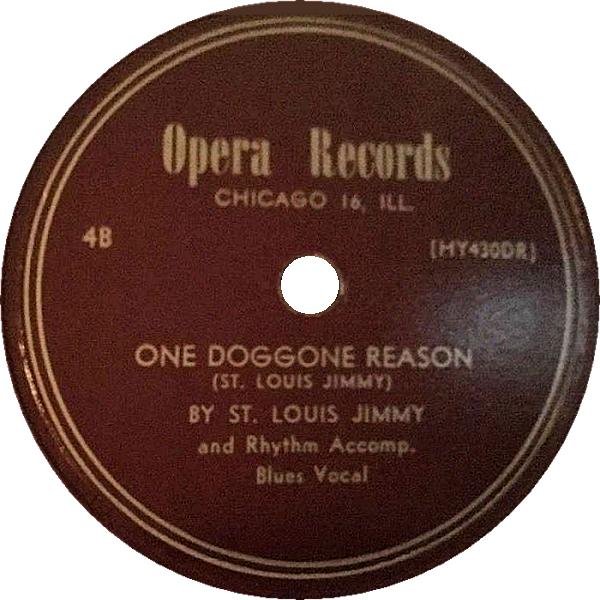 Opera Records
CHICAGO 16, ILL.
4B
(HY430DR)
ONE DOGGONE REASON
(ST. LOUIS JIMMY)
BY ST. LOUIS JIMMY
and Rhythm Accomp.
Blues Vocal